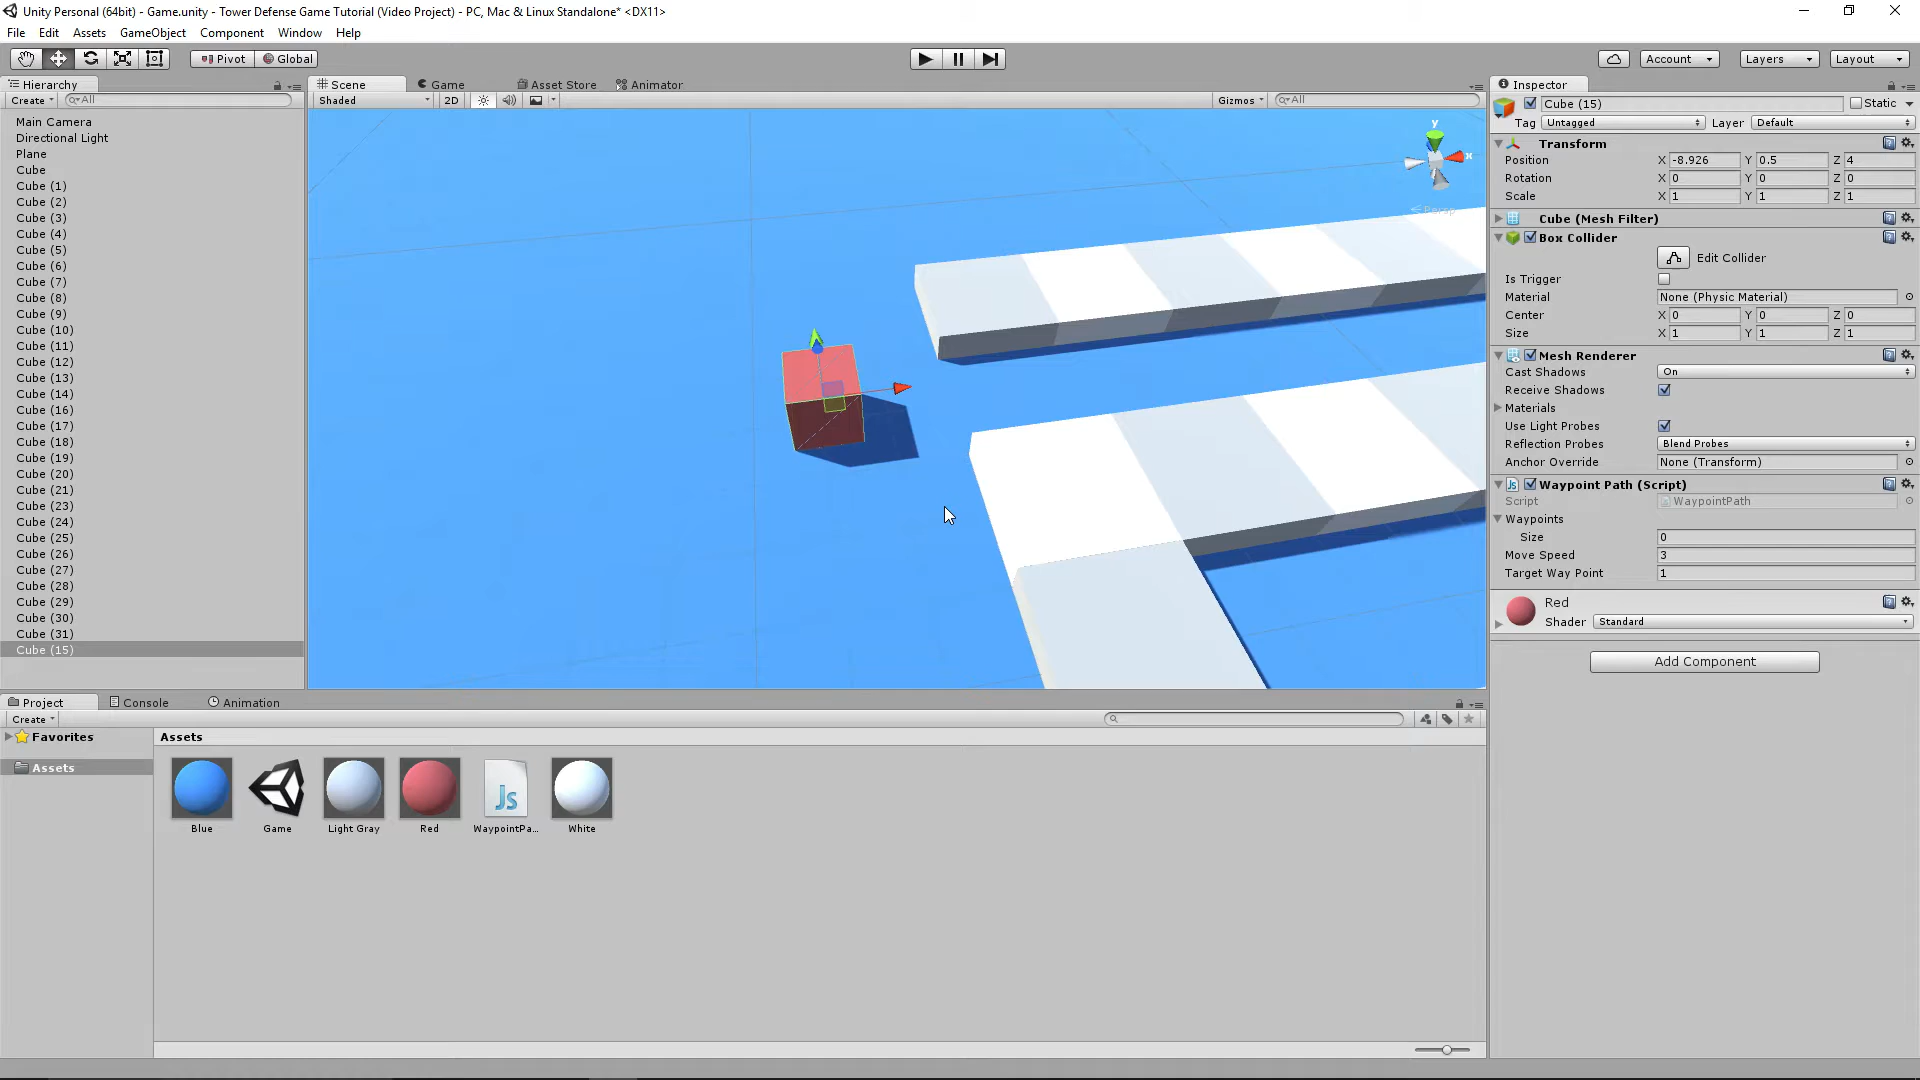 Unity Personal (64bit) - Game.unity - Tower Defense Game Tutorial (Video Project) - PC, Mac & Linux Standalone* <DX11>
File Edit Assets GameObject Component Window Help
Pivot Global Account Layers Layout
Hierarchy
Create All
Main Camera
Directional Light
Plane
Cube
Cube (1)
Cube (2)
Cube (3)
Cube (4)
Cube (5)
Cube (6)
Cube (7)
Cube (8)
Cube (9)
Cube (10)
Cube (11)
Cube (12)
Cube (13)
Cube (14)
Cube (16)
Cube (17)
Cube (18)
Cube (19)
Cube (20)
Cube (21)
Cube (23)
Cube (24)
Cube (25)
Cube (26)
Cube (27)
Cube (28)
Cube (29)
Cube (30)
Cube (31)
Cube (15)
Scene Game Asset Store Animator
Shaded 2D Gizmos All
y
x
Persp
Inspector
Cube (15) Static
Tag Untagged Layer Default
Transform
Position X -8.926 Y 0.5 Z 4
Rotation X 0 Y 0 Z 0
Scale X 1 Y 1 Z 1
Cube (Mesh Filter)
Box Collider
Edit Collider
Is Trigger
Material None (Physic Material)
Center X 0 Y 0 Z 0
Size X 1 Y 1 Z 1
Mesh Renderer
Cast Shadows On
Receive Shadows
Materials
Use Light Probes
Reflection Probes Blend Probes
Anchor Override None (Transform)
Js Waypoint Path (Script)
Script WaypointPath
Waypoints
Size 0
Move Speed 3
Target Way Point 1
Red
Shader Standard
Add Component
Project Console Animation
Create
Favorites
Assets
Assets
Js
Blue Game Light Gray Red WaypointPa... White